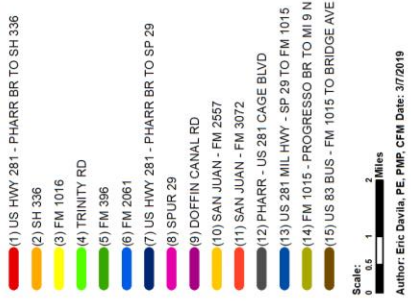 (1) US HWY 281 - PHARR BR TO SH 336
(2) SH 336
(3) FM 1016
(4) TRINITY RD
(5) FM 396
(6) FM 2061
(7) US HWY 281 - PHARR BR TO SP 29
(8) SPUR 29
(9) DOFFIN CANAL RD
(10) SAN JUAN - FM 2557
(11) SAN JUAN - FM 3072
(12) PHARR - US 281 CAGE BLVD
(13) US 281 MIL HWY - SP 29 TO FM 1015
(14) FM 1015 - PROGRESSO BR TO MI 9 N
(15) US 83 BUS - FM 1015 TO BRIDGE AVE
Scale:
0 0.5 1 2
Miles
Author: Eric Davila, PE, PMP, CFM Date: 3/7/2019